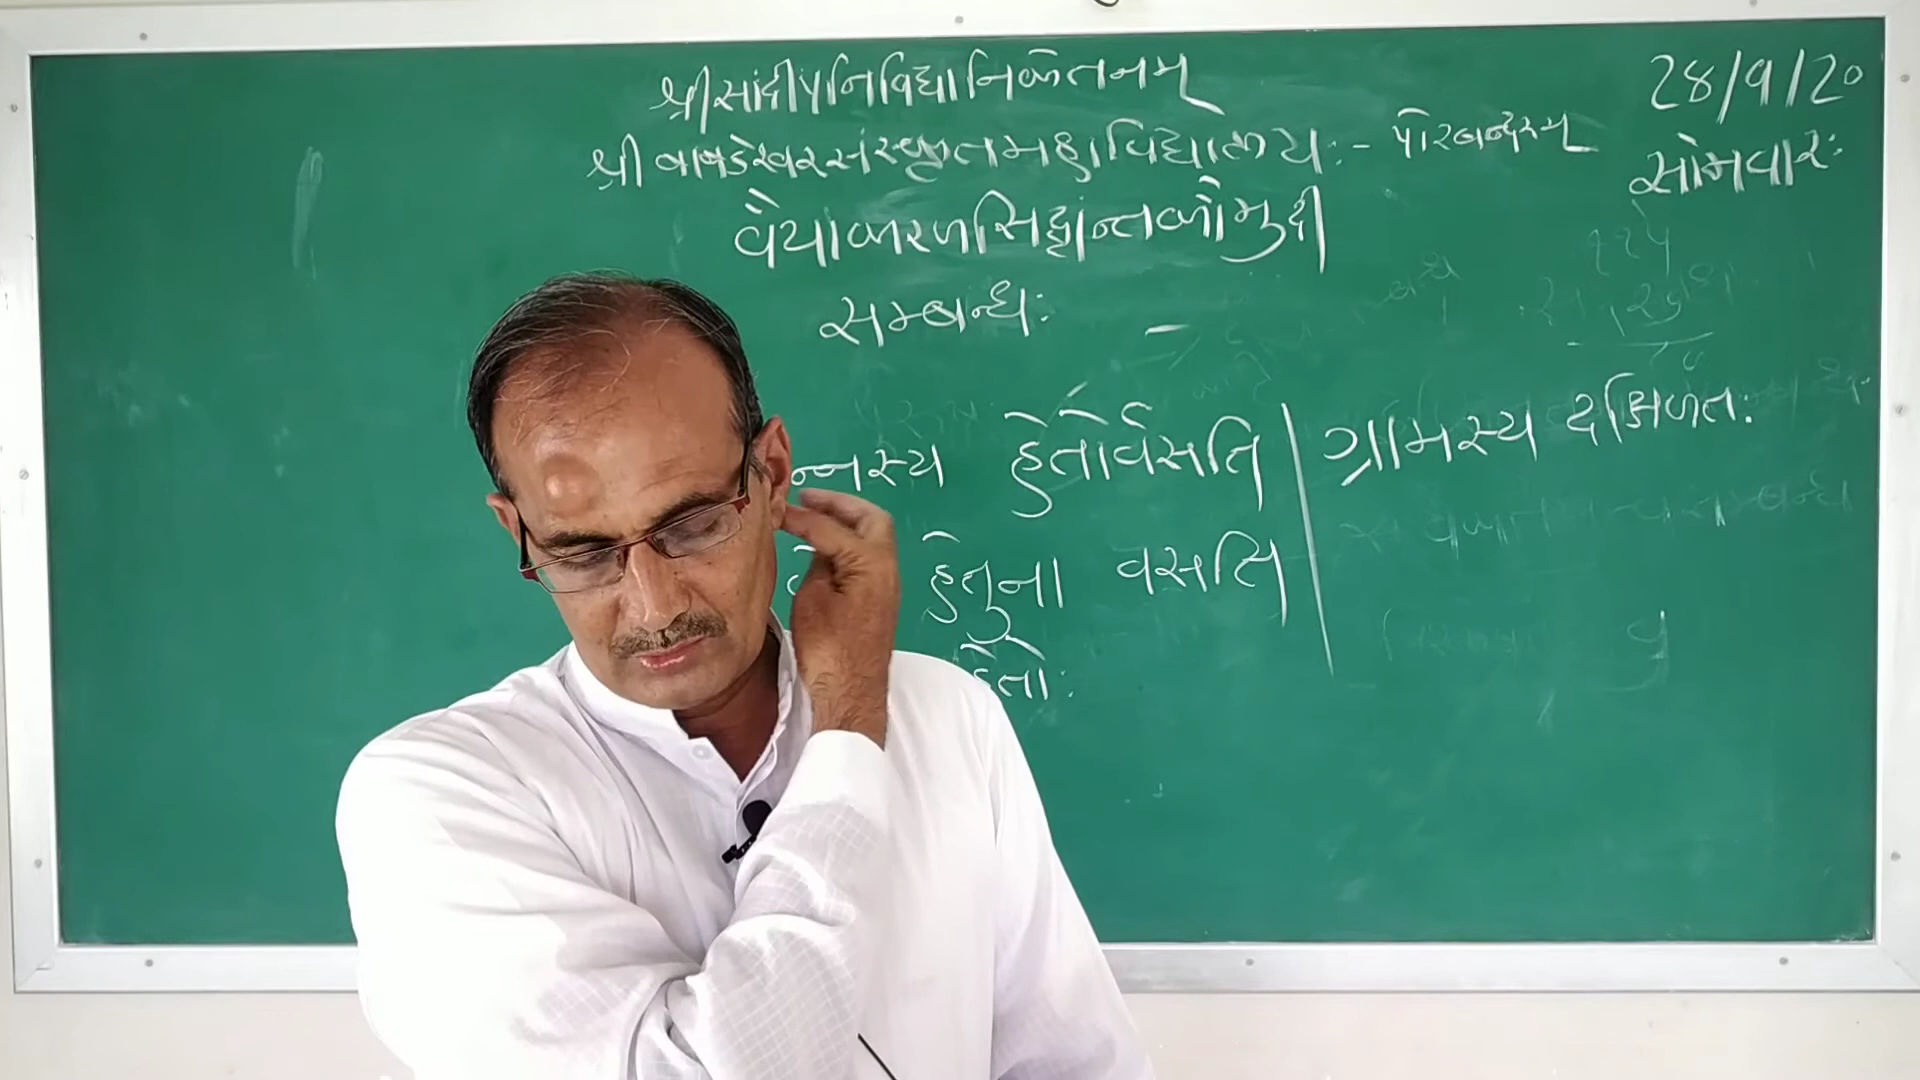 श्रीसांदीपनिविद्यानिकेतनम्
28/9/20
श्री बाबडेश्वरसंस्कृतमहाविद्यालयः - पोरबन्दरम्
सोमवारः
वैयाकरणसिद्धान्तकौमुदी
सम्बन्धः -
न्नस्य हेतोर्वसति
ग्रामस्य दक्षिणतः
हेतुना वसति
हेतोः